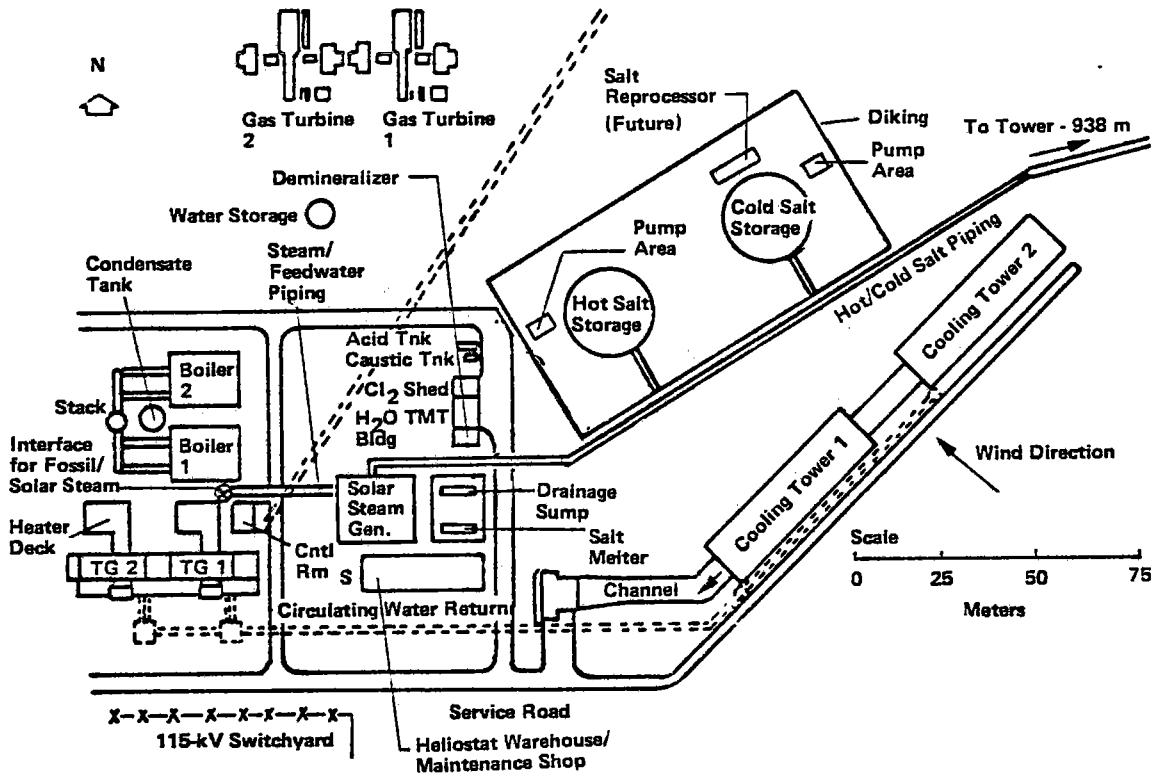 N
Gas Turbine
2
Gas Turbine
1
Salt
Reprocessor
(Future)
Diking
Pump
Area
To Tower - 938 m
Demineralizer
Water Storage
Steam/
Feedwater
Piping
Condensate
Tank
Pump
Area
Cold Salt
Storage
Hot Salt
Storage
Hot/Cold Salt Piping
Cooling Tower 2
Acid Tnk
Caustic Tnk
Cl2 Shed
H2O TMT
Bldg
Boiler
2
Stack
Boiler
1
Interface
for Fossil/
Solar Steam
Solar
Steam
Gen.
Drainage
Sump
Salt
Melter
Cooling Tower 1
Wind Direction
Heater
Deck
Cntl
Rm
TG 2
TG 1
S
Channel
Circulating Water Return
Scale
0 25 50 75
Meters
Service Road
X-X-X-X-X-X-X-X
115-kV Switchyard
Heliostat Warehouse/
Maintenance Shop